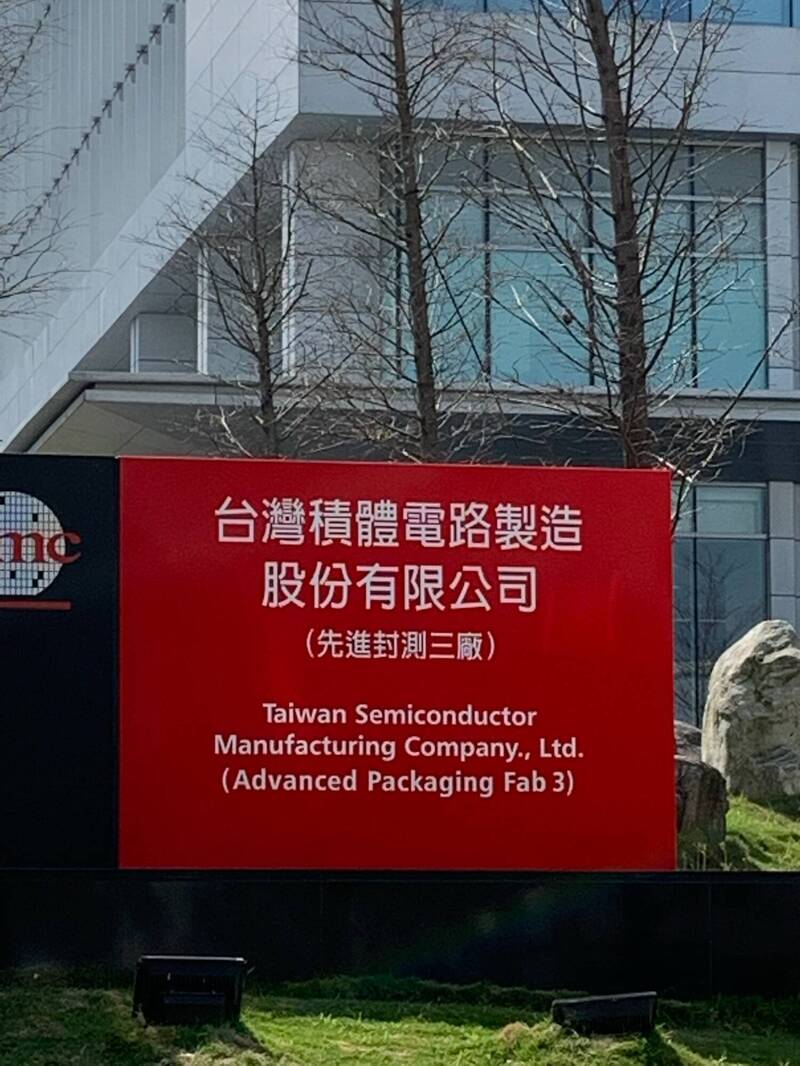 mc
台灣積體電路製造
股份有限公司
(先進封測三廠)
Taiwan Semiconductor
Manufacturing Company., Ltd.
(Advanced Packaging Fab 3)